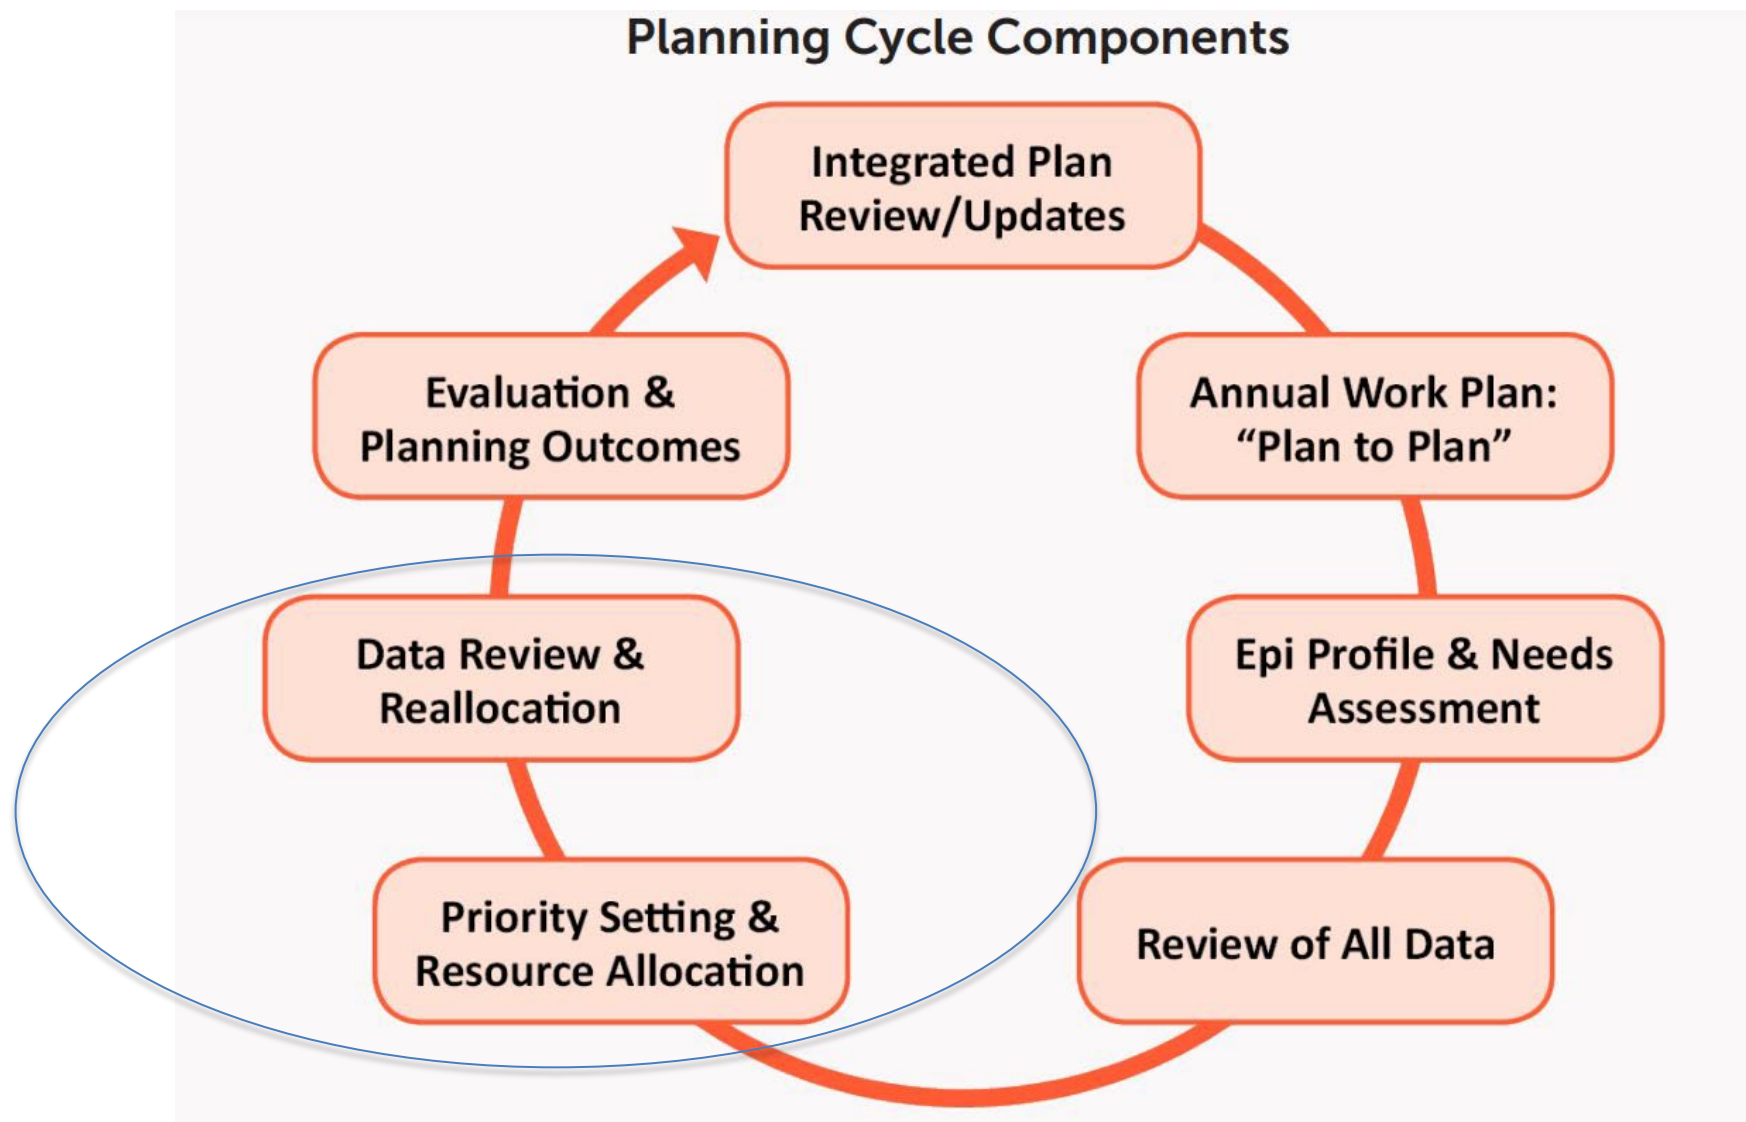 Planning Cycle Components
Integrated Plan
Review/Updates
Annual Work Plan:
“Plan to Plan”
Epi Profile & Needs
Assessment
Review of All Data
Priority Setting &
Resource Allocation
Data Review &
Reallocation
Evaluation &
Planning Outcomes